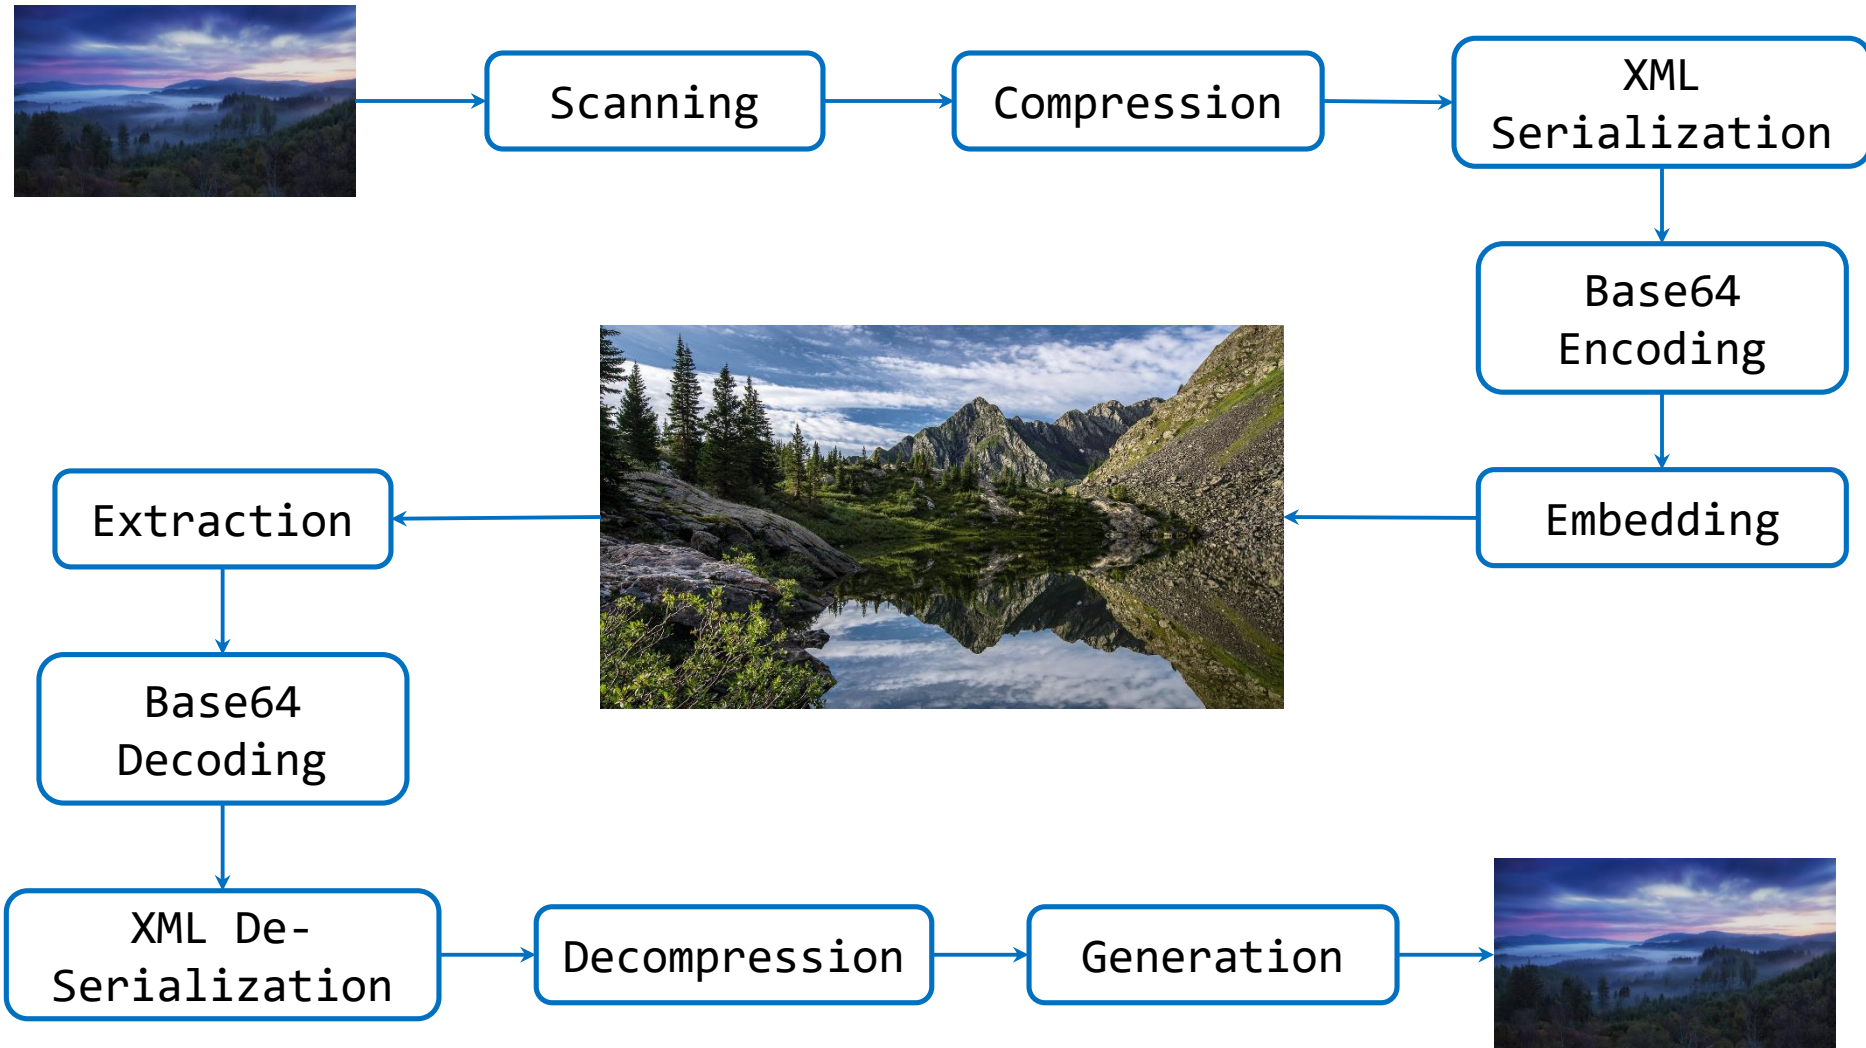 Scanning
Compression
XML
Serialization
Base64
Encoding
Embedding
Extraction
Base64
Decoding
XML De-
Serialization
Decompression
Generation